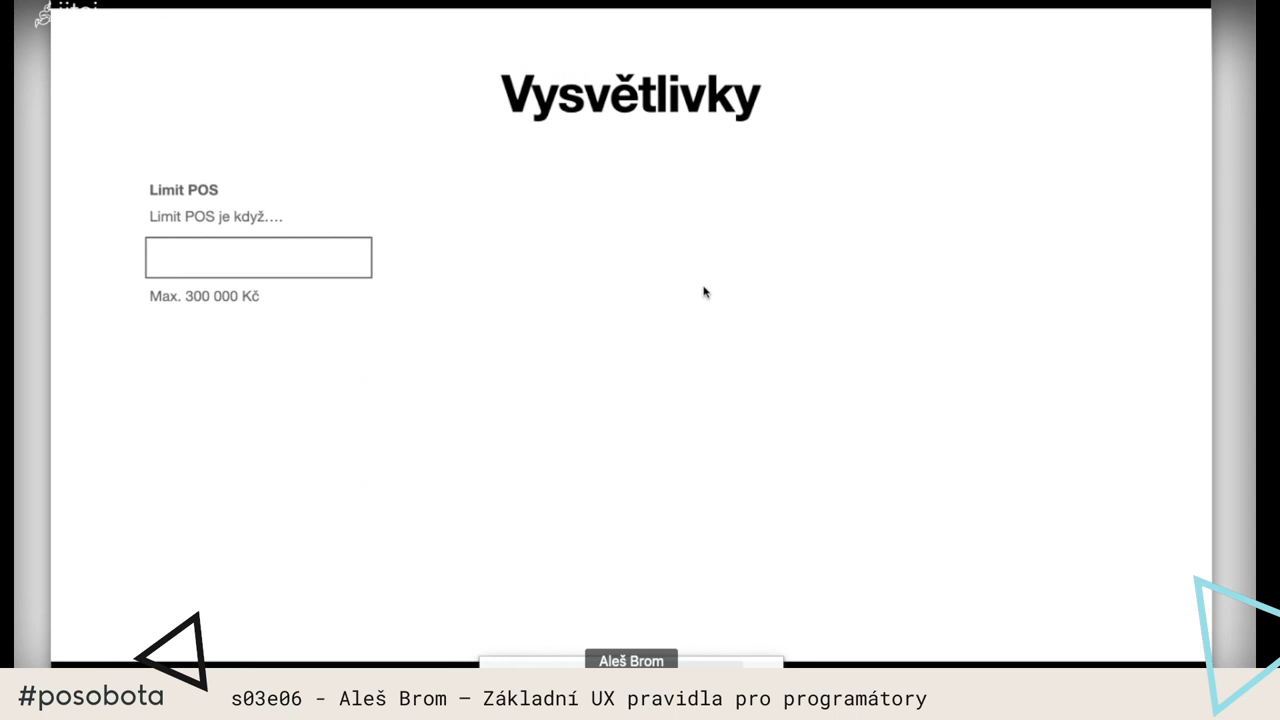 Vysvětlivky
Limit POS
Limit POS je když....
Max. 300 000 Kč
Aleš Brom
#posobota
s03e06 - Aleš Brom – Základní UX pravidla pro programátory